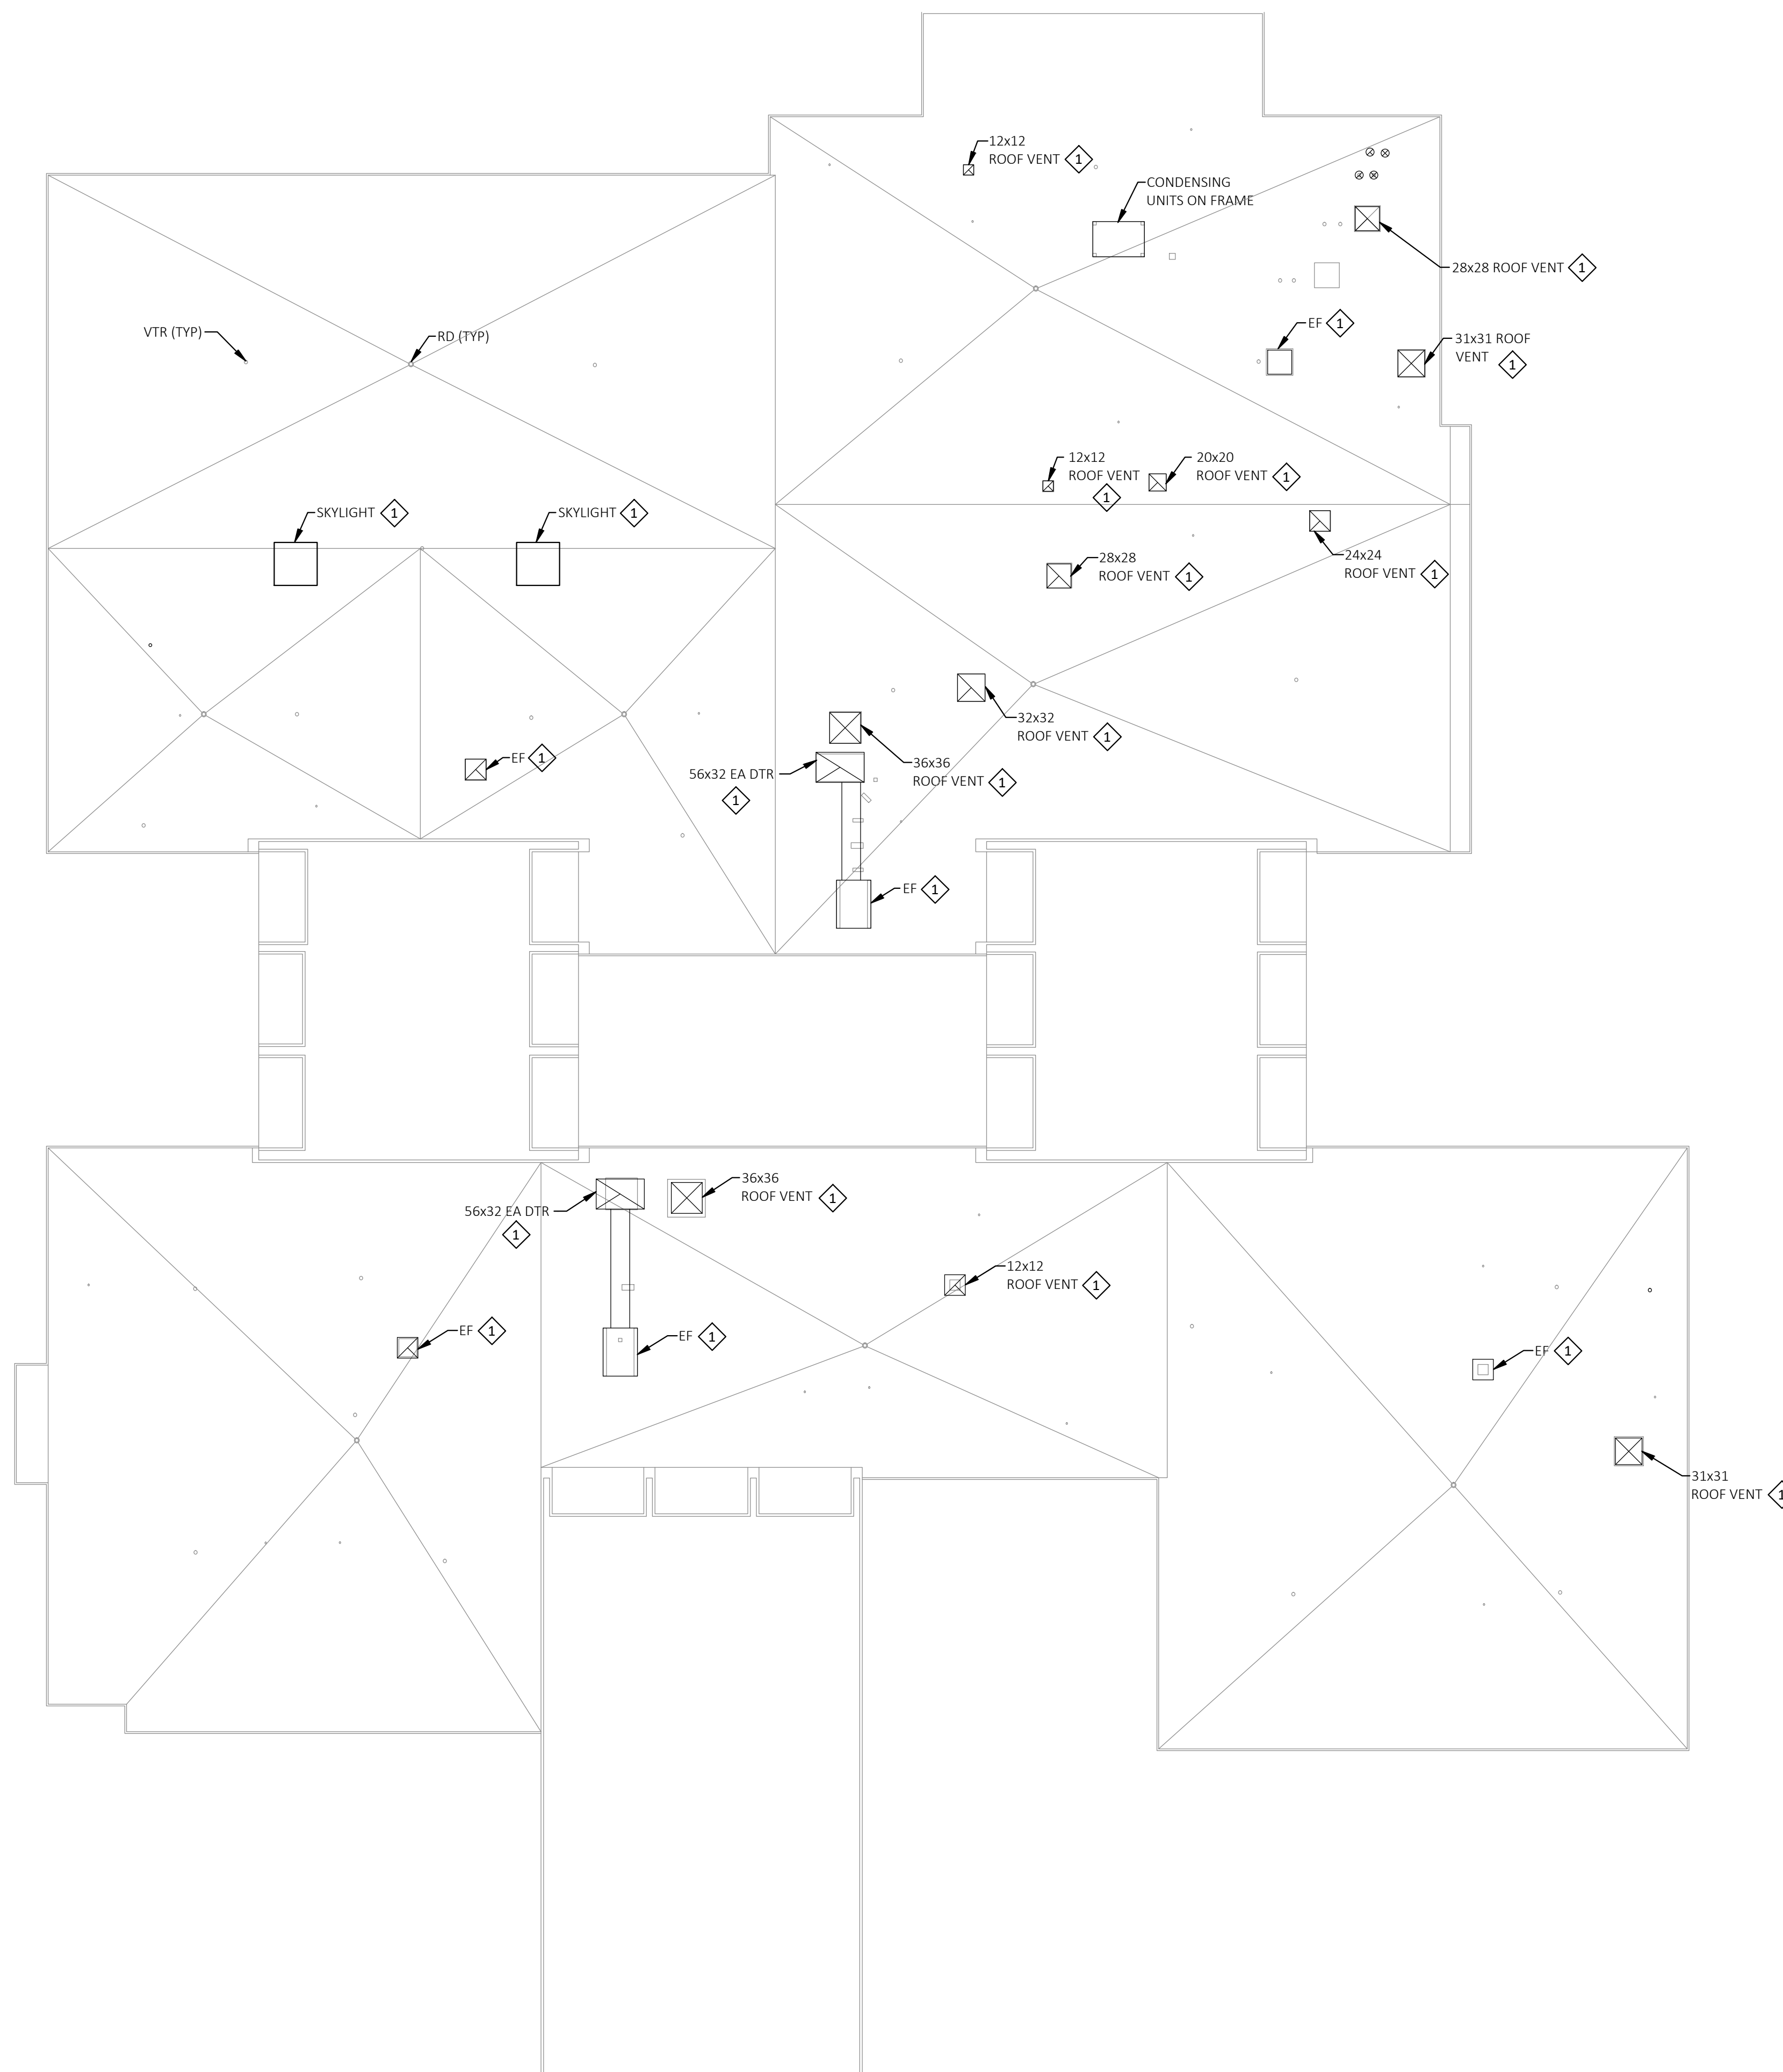 12x12
ROOF VENT 1
CONDENSING
UNITS ON FRAME
28x28 ROOF VENT 1
EF 1
31x31 ROOF
VENT 1
VTR (TYP)
RD (TYP)
12x12
ROOF VENT
1
20x20
ROOF VENT 1
SKYLIGHT 1
SKYLIGHT 1
28x28
ROOF VENT 1
24x24
ROOF VENT 1
32x32
ROOF VENT 1
EF 1
36x36
ROOF VENT 1
56x32 EA DTR
1
EF 1
36x36
ROOF VENT 1
56x32 EA DTR
1
12x12
ROOF VENT 1
EF 1
EF 1
EF 1
31x31
ROOF VENT 1